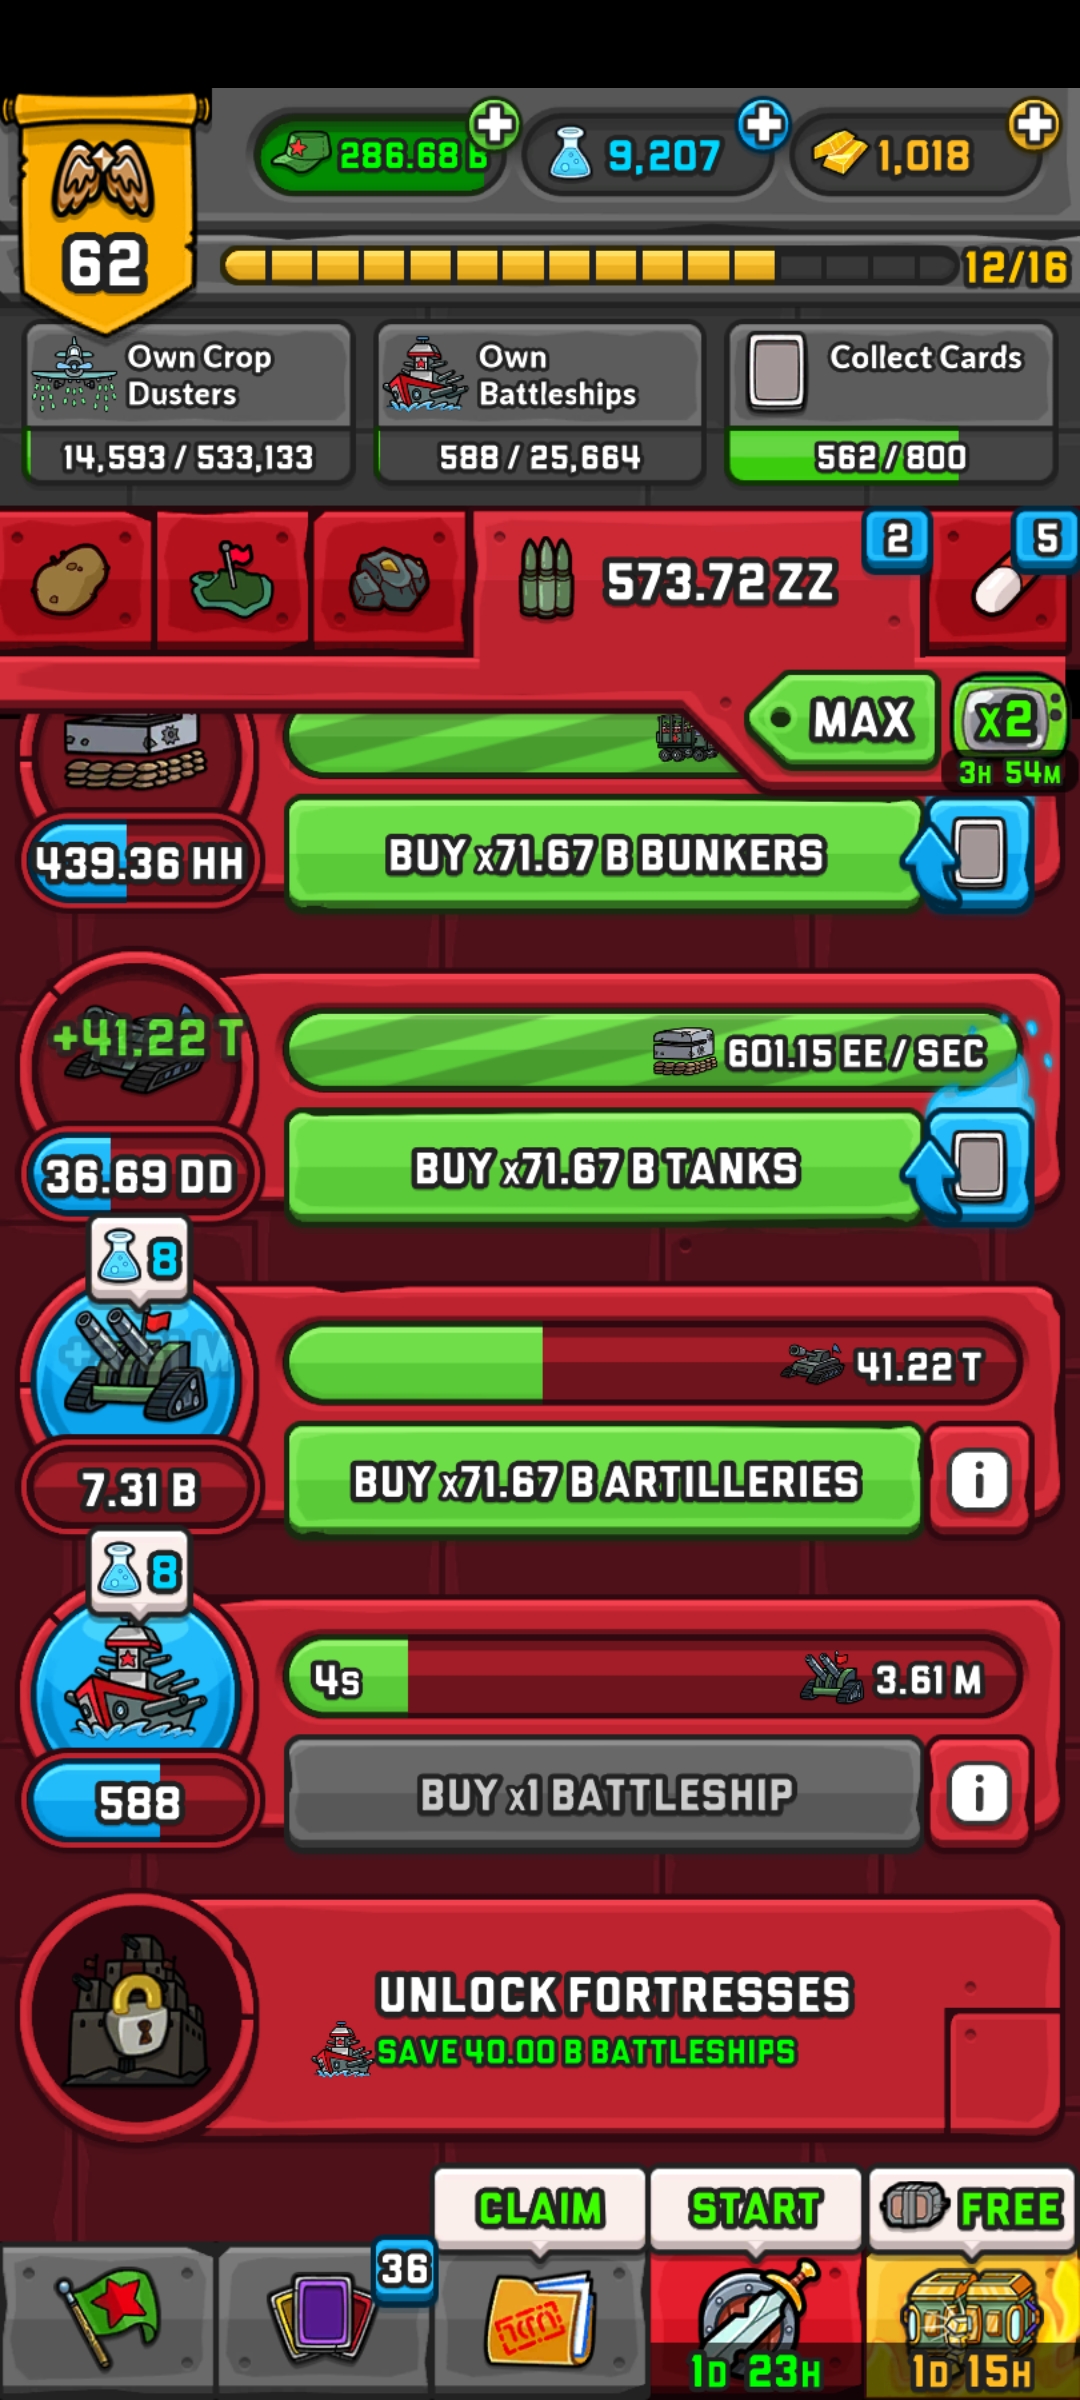 62
286.68 B
9,207
1,018
12/16
Own Crop
Dusters
14,593 / 533,133
Own
Battleships
588 / 25,664
Collect Cards
562 / 800
573.72 ZZ
2
5
MAX
x2
3H 54M
439.36 HH
BUY x71.67 B BUNKERS
+41.22 T
601.15 EE / SEC
36.69 DD
BUY x71.67 B TANKS
8
41.22 T
7.31 B
BUY x71.67 B ARTILLERIES
i
8
4s
3.61 M
588
BUY x1 BATTLESHIP
i
UNLOCK FORTRESSES
SAVE 40.00 B BATTLESHIPS
CLAIM
START
FREE
36
1D 23H
1D 15H